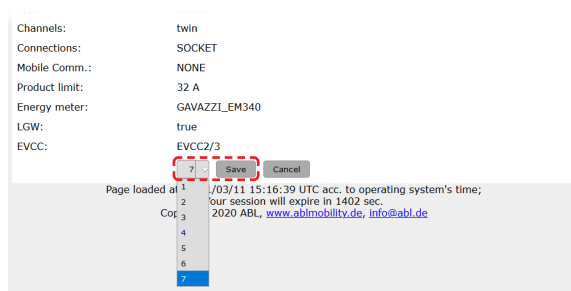 Channels: twin
Connections: SOCKET
Mobile Comm.: NONE
Product limit: 32 A
Energy meter: GAVAZZI_EM340
LGW: true
EVCC: EVCC2/3
7 Save Cancel
Page loaded at /03/11 15:16:39 UTC acc. to operating system's time;
our session will expire in 1402 sec.
Cop 2020 ABL, www.ablmobility.de, info@abl.de
1
2
3
4
5
6
7